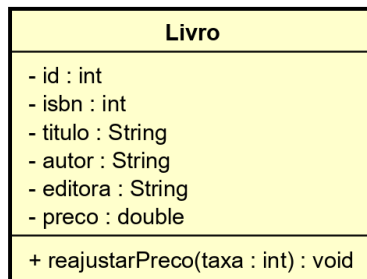 Livro
- id : int
- isbn : int
- titulo : String
- autor : String
- editora : String
- preco : double
+ reajustarPreco(taxa : int) : void